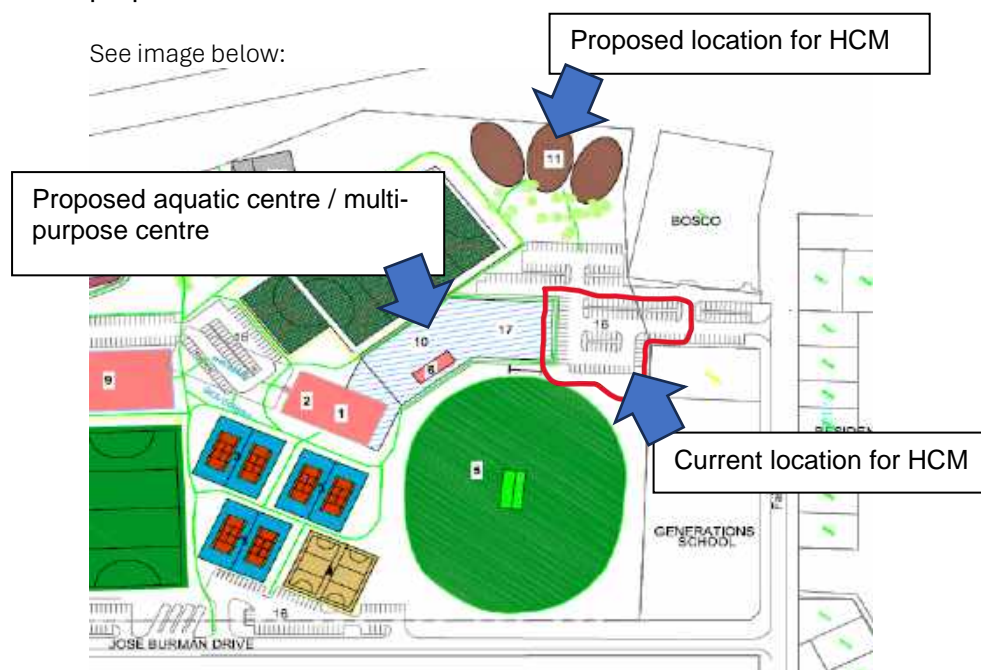 See image below:
Proposed location for HCM
11
Proposed aquatic centre / multi-
purpose centre
BOSCO
17
16
10
6
9
2
1
Current location for HCM
5
GENERATIONS
SCHOOL
16
JOSE BURMAN DRIVE